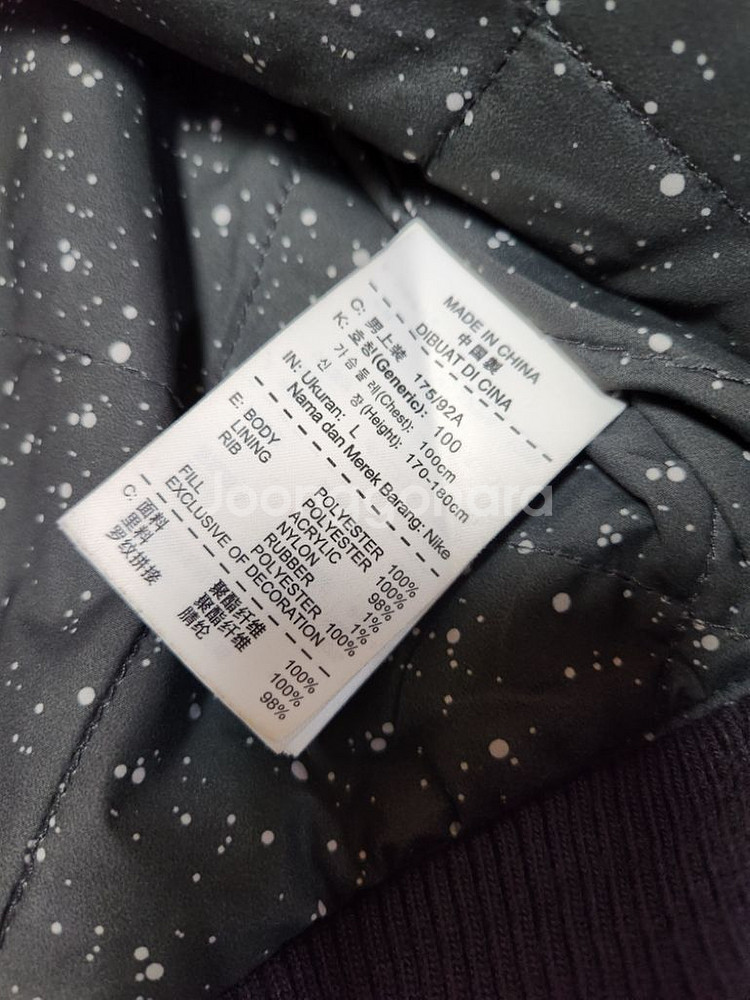 MADE IN CHINA
中国製
DIBUAT DI CINA
C: 男上裝 175/92A
K: 호칭(Generic): 100
가슴둘레(Chest): 100cm
신 장(Height): 170-180cm
IN: Ukuran: L
Nama dan Merek Barang: Nike
E: BODY POLYESTER 100%
LINING POLYESTER 100%
RIB ACRYLIC 98%
NYLON 1%
RUBBER 1%
FILL POLYESTER 100%
EXCLUSIVE OF DECORATION
C: 面料 聚酯纤维 100%
里料 聚酯纤维 100%
罗纹拼接 腈纶 98%
Joonggonara